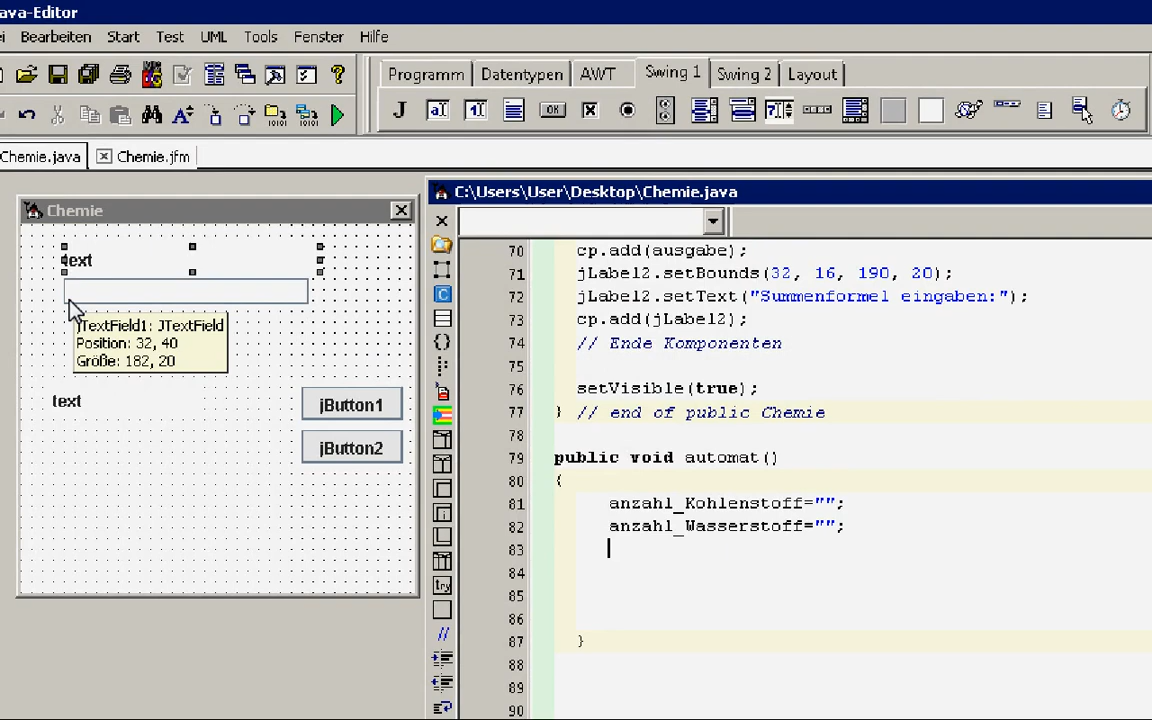 ava-Editor
ei Bearbeiten Start Test UML Tools Fenster Hilfe
Programm Datentypen AWT Swing 1 Swing 2 Layout
Chemie.java Chemie.jfm
Chemie
text
jTextField1: JTextField
Position: 32, 40
Größe: 182, 20
text
jButton1
jButton2
C:\Users\User\Desktop\Chemie.java
70 cp.add(ausgabe);
71 jLabel2.setBounds(32, 16, 190, 20);
72 jLabel2.setText("Summenformel eingaben:");
73 cp.add(jLabel2);
74 // Ende Komponenten
75
76 setVisible(true);
77 } // end of public Chemie
78
79 public void automat()
80 {
81 anzahl_Kohlenstoff="";
82 anzahl_Wasserstoff="";
83
84
85
86
87 }
88
89
90